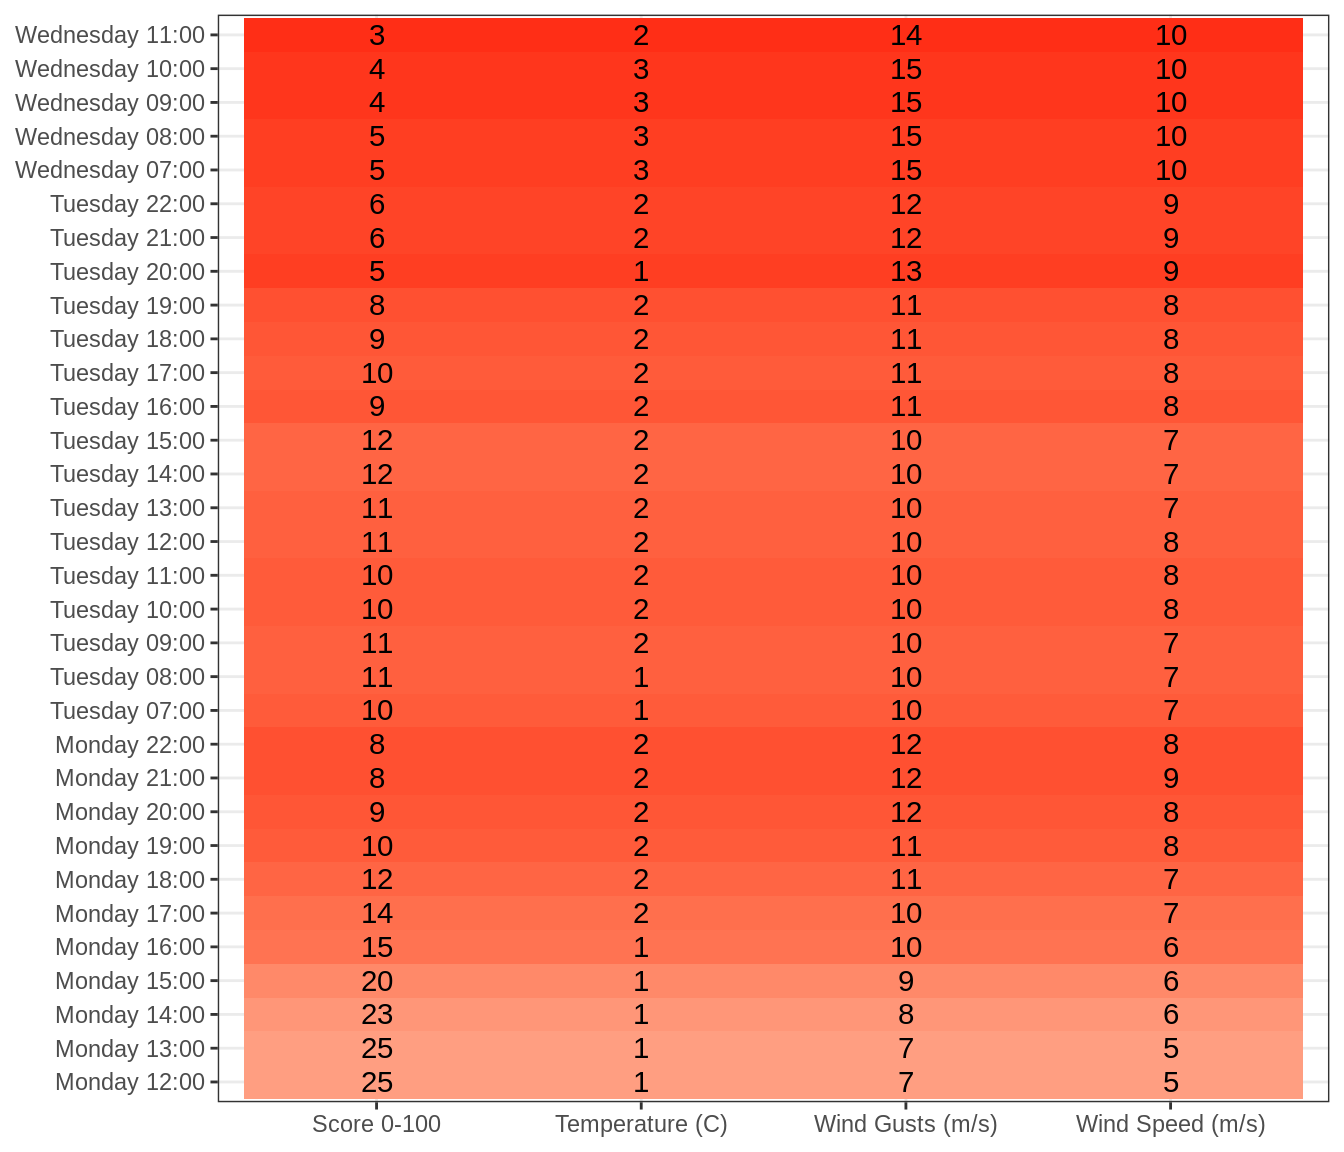 Wednesday 11:00 3 2 14 10
Wednesday 10:00 4 3 15 10
Wednesday 09:00 4 3 15 10
Wednesday 08:00 5 3 15 10
Wednesday 07:00 5 3 15 10
Tuesday 22:00 6 2 12 9
Tuesday 21:00 6 2 12 9
Tuesday 20:00 5 1 13 9
Tuesday 19:00 8 2 11 8
Tuesday 18:00 9 2 11 8
Tuesday 17:00 10 2 11 8
Tuesday 16:00 9 2 11 8
Tuesday 15:00 12 2 10 7
Tuesday 14:00 12 2 10 7
Tuesday 13:00 11 2 10 7
Tuesday 12:00 11 2 10 8
Tuesday 11:00 10 2 10 8
Tuesday 10:00 10 2 10 8
Tuesday 09:00 11 2 10 7
Tuesday 08:00 11 1 10 7
Tuesday 07:00 10 1 10 7
Monday 22:00 8 2 12 8
Monday 21:00 8 2 12 9
Monday 20:00 9 2 12 8
Monday 19:00 10 2 11 8
Monday 18:00 12 2 11 7
Monday 17:00 14 2 10 7
Monday 16:00 15 1 10 6
Monday 15:00 20 1 9 6
Monday 14:00 23 1 8 6
Monday 13:00 25 1 7 5
Monday 12:00 25 1 7 5
Score 0-100 Temperature (C) Wind Gusts (m/s) Wind Speed (m/s)